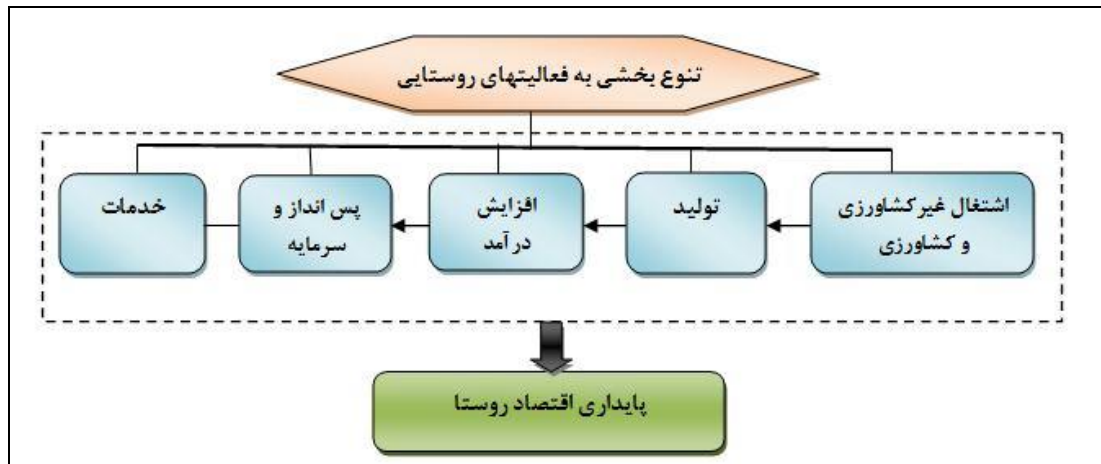 تنوع بخشی به فعالیتهای روستایی
اشتغال غیرکشاورزی
و کشاورزی
تولید
افزایش
درآمد
پس انداز و
سرمایه
خدمات
پایداری اقتصاد روستا